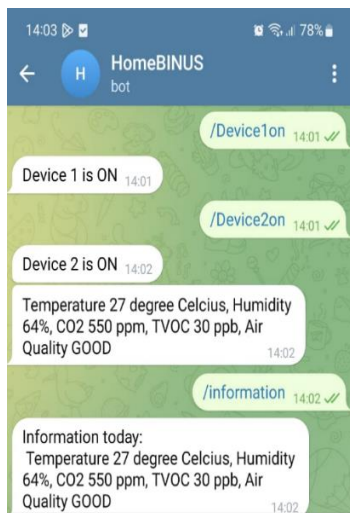 14:03
78%
H
HomeBINUS
bot
/Device1on 14:01
Device 1 is ON 14:01
/Device2on 14:01
Device 2 is ON 14:02
Temperature 27 degree Celcius, Humidity
64%, CO2 550 ppm, TVOC 30 ppb, Air
Quality GOOD
14:02
/information 14:02
Information today:
Temperature 27 degree Celcius, Humidity
64%, CO2 550 ppm, TVOC 30 ppb, Air
Quality GOOD
14:02